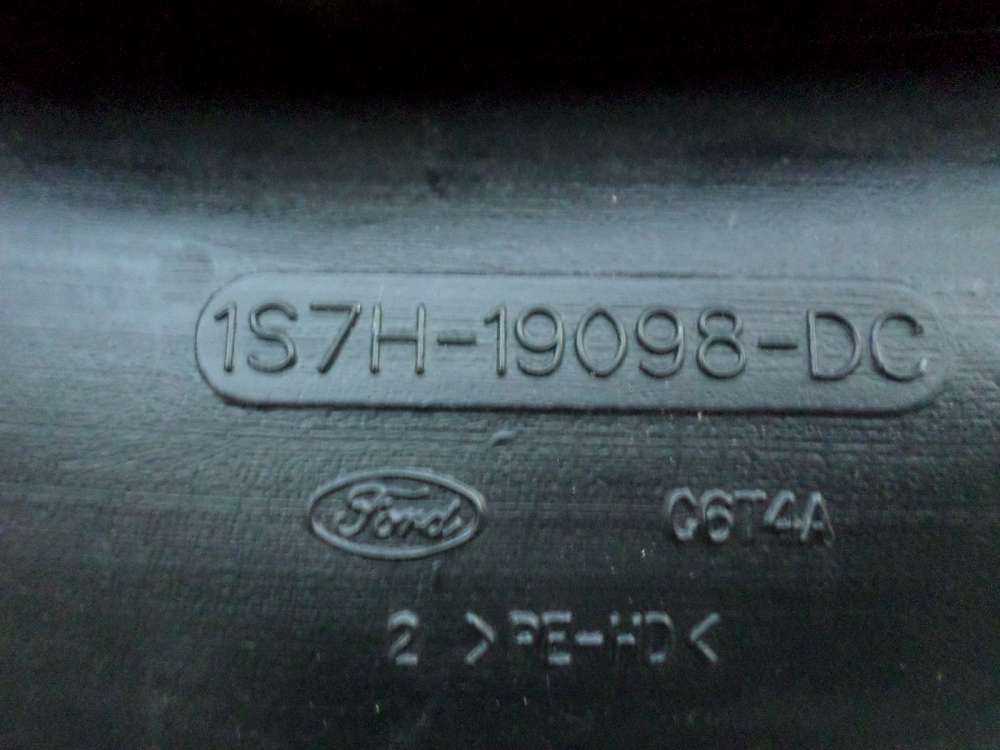 1S7H-19098-DC
Ford G6T4A
2 >PE-HD<